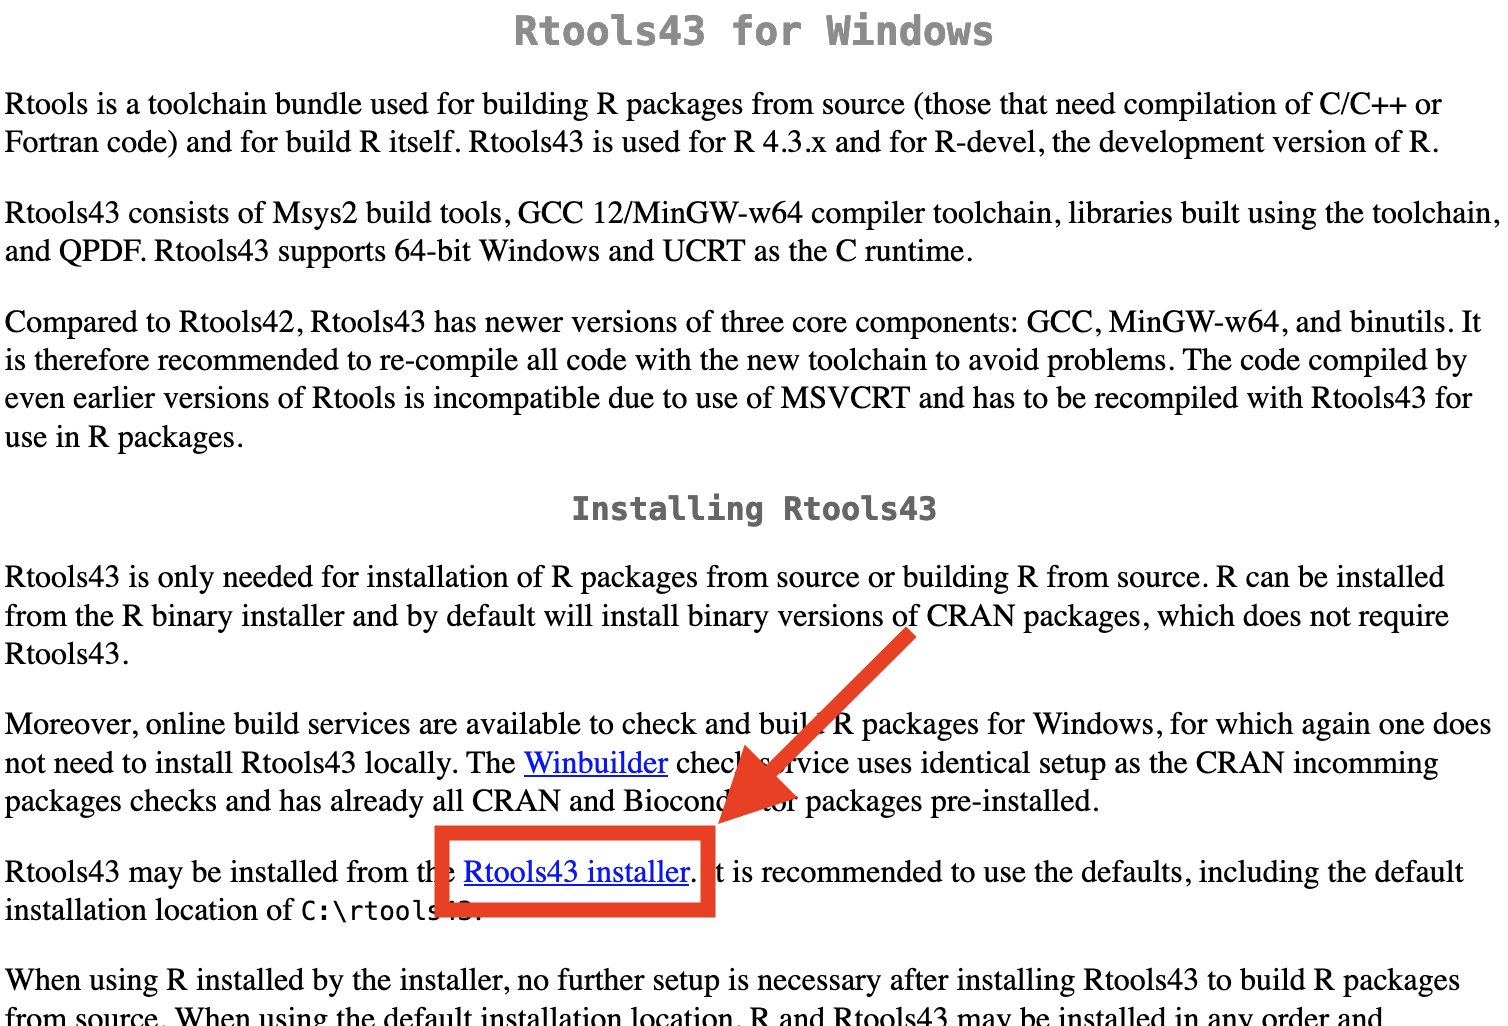 Rtools43 for Windows
Rtools is a toolchain bundle used for building R packages from source (those that need compilation of C/C++ or
Fortran code) and for build R itself. Rtools43 is used for R 4.3.x and for R-devel, the development version of R.
Rtools43 consists of Msys2 build tools, GCC 12/MinGW-w64 compiler toolchain, libraries built using the toolchain,
and QPDF. Rtools43 supports 64-bit Windows and UCRT as the C runtime.
Compared to Rtools42, Rtools43 has newer versions of three core components: GCC, MinGW-w64, and binutils. It
is therefore recommended to re-compile all code with the new toolchain to avoid problems. The code compiled by
even earlier versions of Rtools is incompatible due to use of MSVCRT and has to be recompiled with Rtools43 for
use in R packages.
Installing Rtools43
Rtools43 is only needed for installation of R packages from source or building R from source. R can be installed
from the R binary installer and by default will install binary versions of CRAN packages, which does not require
Rtools43.
Moreover, online build services are available to check and build R packages for Windows, for which again one does
not need to install Rtools43 locally. The Winbuilder check service uses identical setup as the CRAN incomming
packages checks and has already all CRAN and Bioconductor packages pre-installed.
Rtools43 may be installed from the Rtools43 installer. It is recommended to use the defaults, including the default
installation location of C:\rtools43.
When using R installed by the installer, no further setup is necessary after installing Rtools43 to build R packages
from source. When using the default installation location, R and Rtools43 may be installed in any order and